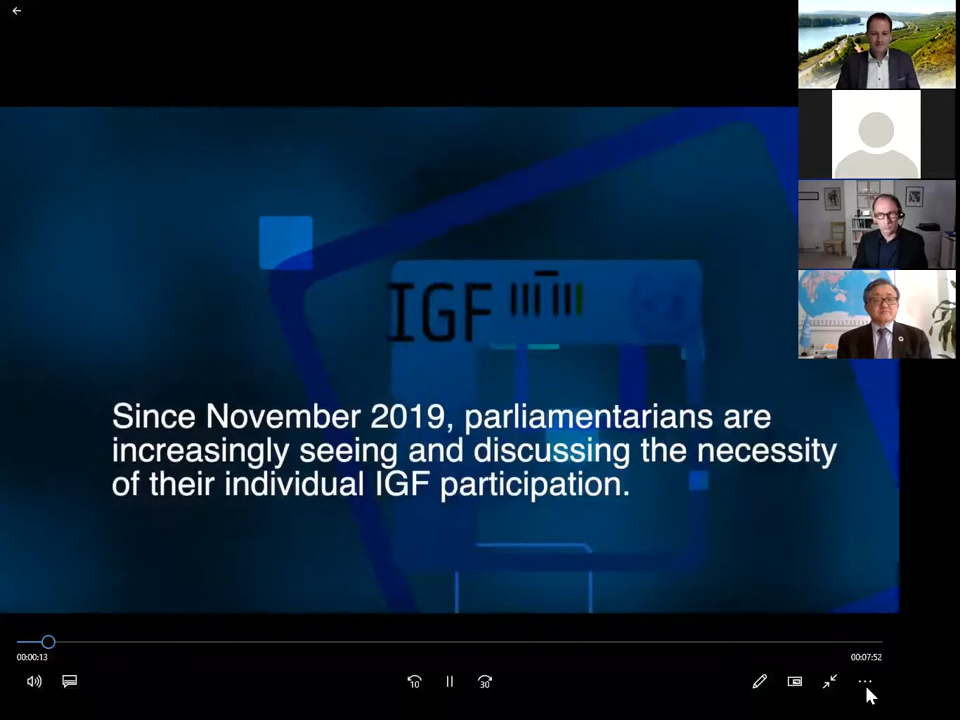 IGF
Since November 2019, parliamentarians are
increasingly seeing and discussing the necessity
of their individual IGF participation.
00:00:13
00:07:52
10
30